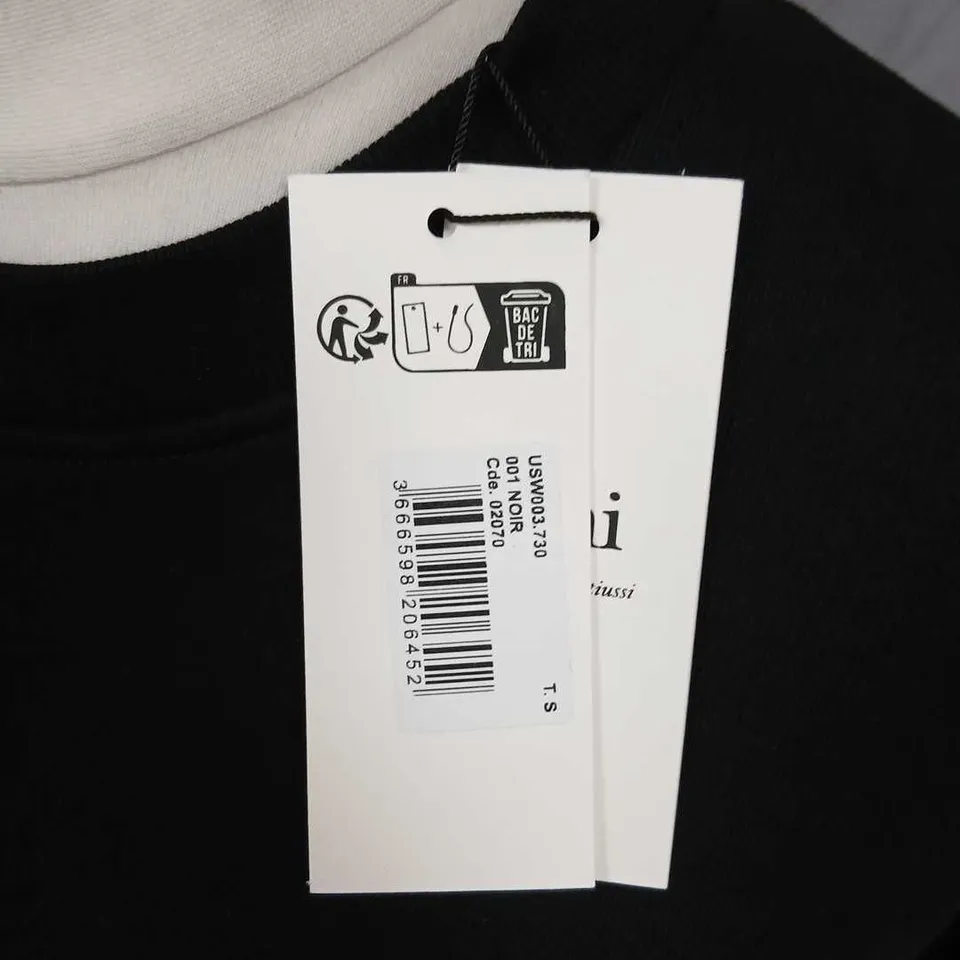 FR
+
BAC
DE
TRI
USW003.730
001 NOIR
Cde. 02070
T. S
3 666598 206452